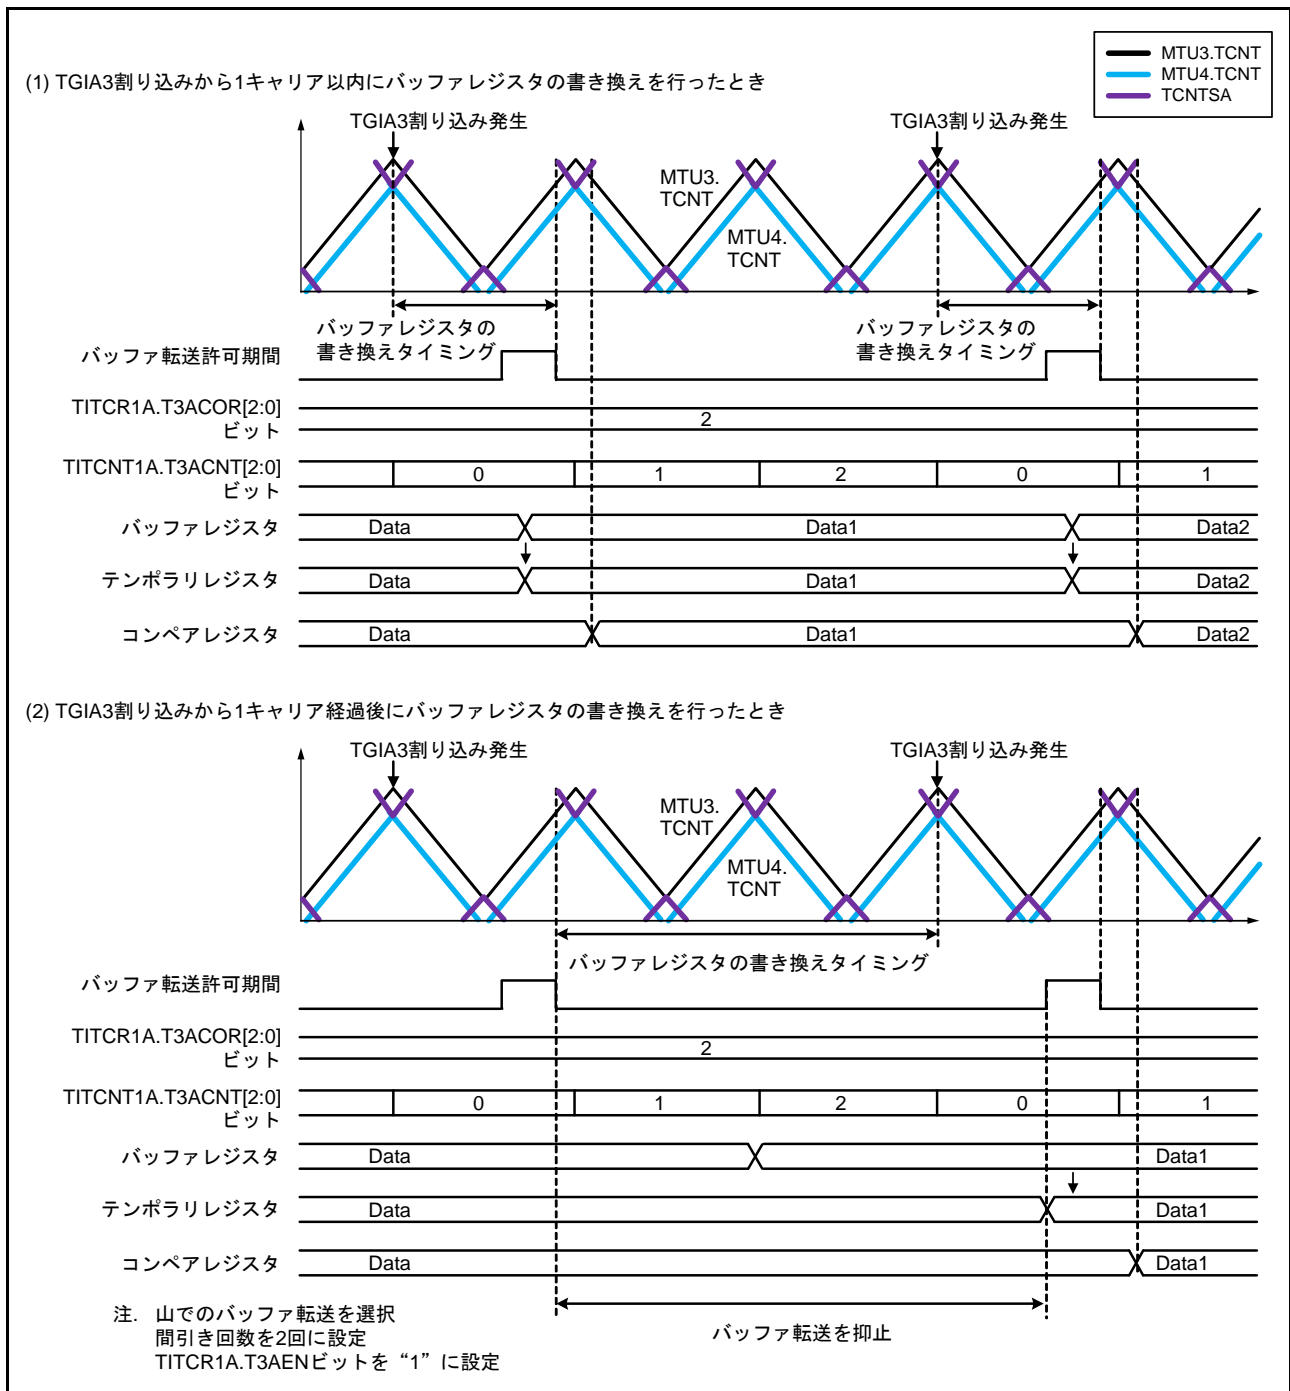 MTU3.TCNT
MTU4.TCNT
TCNTSA
(1) TGIA3割り込みから1キャリア以内にバッファレジスタの書き換えを行ったとき
TGIA3割り込み発生 TGIA3割り込み発生
MTU3.
TCNT
MTU4.
TCNT
バッファレジスタの
書き換えタイミング
バッファレジスタの
書き換えタイミング
バッファ転送許可期間
TITCR1A.T3ACOR[2:0]
ビット
2
TITCNT1A.T3ACNT[2:0]
ビット
0 1 2 0 1
バッファレジスタ Data Data1 Data2
テンポラリレジスタ Data Data1 Data2
コンペアレジスタ Data Data1 Data2
(2) TGIA3割り込みから1キャリア経過後にバッファレジスタの書き換えを行ったとき
TGIA3割り込み発生 TGIA3割り込み発生
MTU3.
TCNT
MTU4.
TCNT
バッファレジスタの書き換えタイミング
バッファ転送許可期間
TITCR1A.T3ACOR[2:0]
ビット
2
TITCNT1A.T3ACNT[2:0]
ビット
0 1 2 0 1
バッファレジスタ Data Data1
テンポラリレジスタ Data Data1
コンペアレジスタ Data Data1
バッファ転送を抑止
注. 山でのバッファ転送を選択
間引き回数を2回に設定
TITCR1A.T3AENビットを“1”に設定